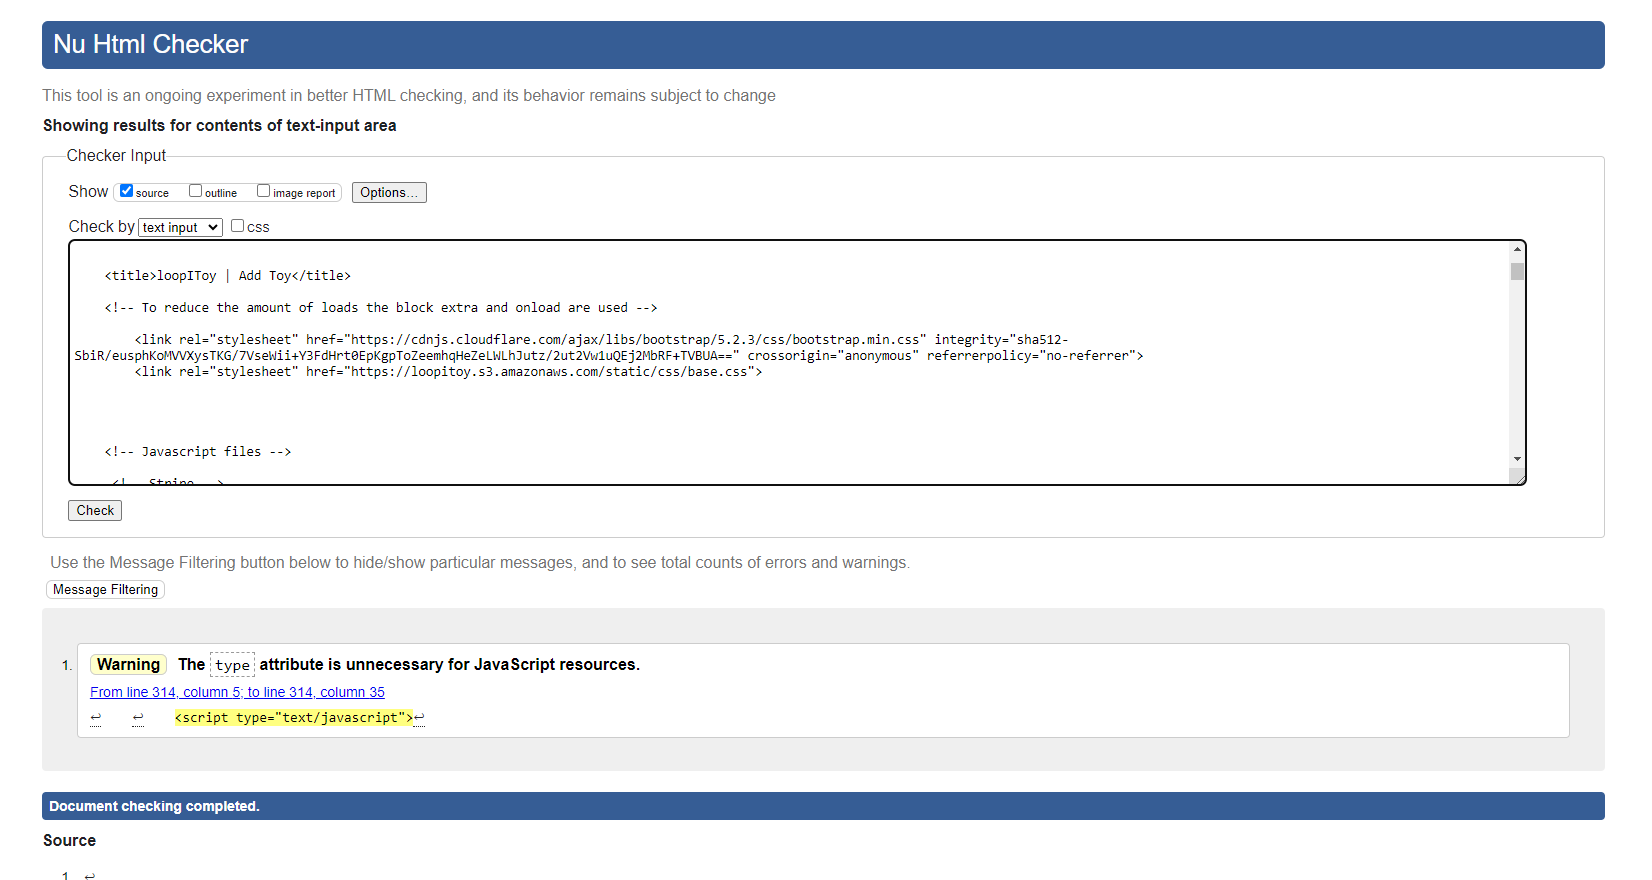 Nu Html Checker
This tool is an ongoing experiment in better HTML checking, and its behavior remains subject to change
Showing results for contents of text-input area
Checker Input
Show source outline image report Options...
Check by text input css
<title>loopIToy | Add Toy</title>
<!-- To reduce the amount of loads the block extra and onload are used -->
<link rel="stylesheet" href="https://cdnjs.cloudflare.com/ajax/libs/bootstrap/5.2.3/css/bootstrap.min.css" integrity="sha512-
SbiR/eusphKoMVVXysTKG/7VseWii+Y3FdHrt0EpKgpToZeemhqHeZeLWLhJutz/2ut2Vw1uQEj2MbRF+TVBUA==" crossorigin="anonymous" referrerpolicy="no-referrer">
<link rel="stylesheet" href="https://loopitoy.s3.amazonaws.com/static/css/base.css">
<!-- Javascript files -->
<!-- Stripe -->
Check
Use the Message Filtering button below to hide/show particular messages, and to see total counts of errors and warnings.
Message Filtering
1. Warning The type attribute is unnecessary for JavaScript resources.
From line 314, column 5; to line 314, column 35
↩ ↩ <script type="text/javascript">↩
Document checking completed.
Source
1. ↩